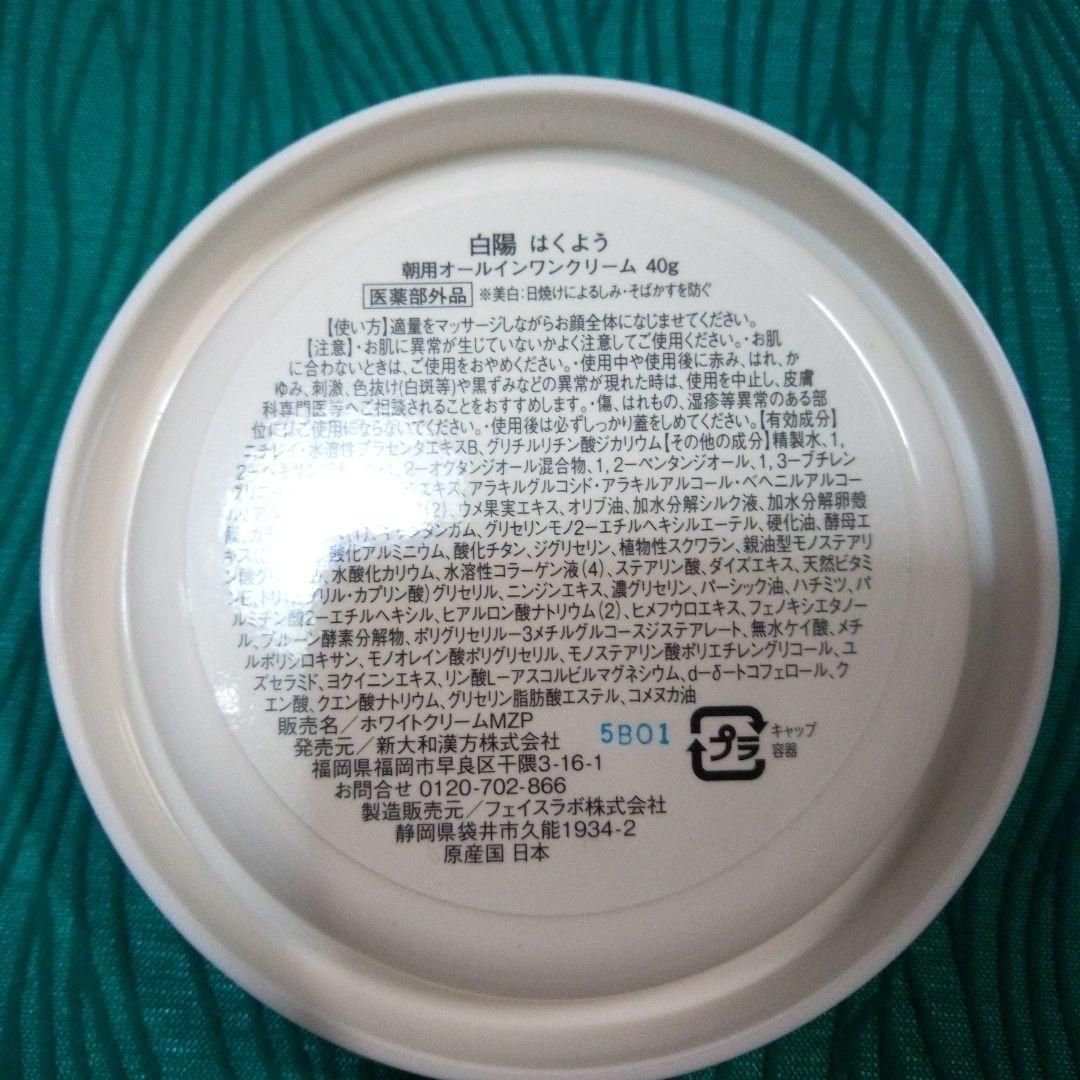 白陽 はくよう
朝用オールインワンクリーム 40g
医薬部外品 ※美白:日焼けによるしみ・そばかすを防ぐ
【使い方】適量をマッサージしながらお顔全体になじませてください。
【注意】・お肌に異常が生じていないかよく注意してご使用ください。・お肌
に合わないときは、ご使用をおやめください。・使用中や使用後に赤み、はれ、か
ゆみ、刺激、色抜け(白斑等)や黒ずみなどの異常が現れた時は、使用を中止し、皮膚
科専門医等へご相談されることをおすすめします。・傷、はれもの、湿疹等異常のある部
位にはご使用にならないでください。・使用後は必ずしっかり蓋をしめてください。【有効成分】
ニチレイ・水溶性プラセンタエキスB、グリチルリチン酸ジカリウム【その他の成分】精製水、1,
2-オクタンジオール混合物、1,2-ペンタンジオール、1,3-ブチレン
エキス、アラキルグルコシド・アラキルアルコール・ベヘニルアルコー
(2)、ウメ果実エキス、オリブ油、加水分解シルク液、加水分解卵殻
(1)、キサンタンガム、グリセリンモノ2-エチルヘキシルエーテル、硬化油、酵母エ
酸化アルミニウム、酸化チタン、ジグリセリン、植物性スクワラン、親油型モノステアリ
水酸化カリウム、水溶性コラーゲン液(4)、ステアリン酸、ダイズエキス、天然ビタミ
ンE、トリ カプリン酸)グリセリル、ニンジンエキス、濃グリセリン、パーシック油、ハチミツ、パ
ルミチン酸2-エチルヘキシル、ヒアルロン酸ナトリウム(2)、ヒメフウロエキス、フェノキシエタノー
ル、プルーン酵素分解物、ポリグリセリル-3メチルグルコースジステアレート、無水ケイ酸、メチ
ルポリシロキサン、モノオレイン酸ポリグリセリル、モノステアリン酸ポリエチレングリコール、ユ
ズセラミド、ヨクイニンエキス、リン酸L-アスコルビルマグネシウム、d-δ-トコフェロール、ク
エン酸、クエン酸ナトリウム、グリセリン脂肪酸エステル、コメヌカ油
販売名/ホワイトクリームMZP
発売元/新大和漢方株式会社
福岡県福岡市早良区干隈3-16-1
お問合せ 0120-702-866
製造販売元/フェイスラボ株式会社
静岡県袋井市久能1934-2
原産国 日本
5B01
プラ
キャップ
容器